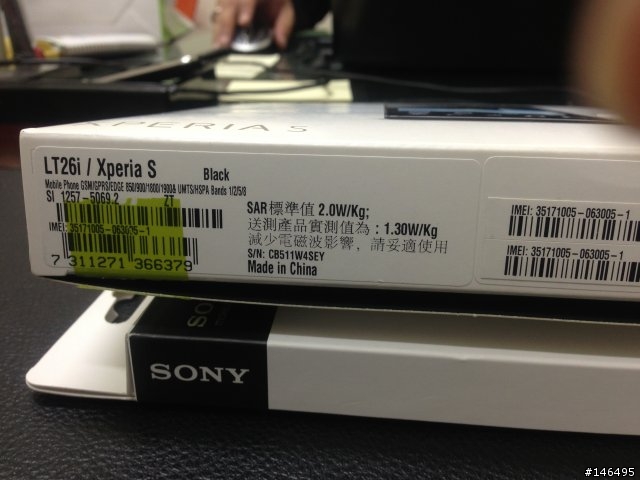 XPERIA S
LT26i / Xperia S Black
Mobile Phone GSM/GPRS/EDGE 850/900/1800/1900& UMTS/HSPA Bands 1/2/5/8
SI 1257-5069.2 ZT
IMEI: 35171005-063005-1
7 311271 366379
SAR標準值 2.0W/Kg;
送測產品實測值為 : 1.30W/Kg
減少電磁波影響, 請妥適使用
S/N: CB511W4SEY
Made in China
IMEI: 35171005-063005-1
IMEI: 35171005-063005-1
SO
SONY
#146495